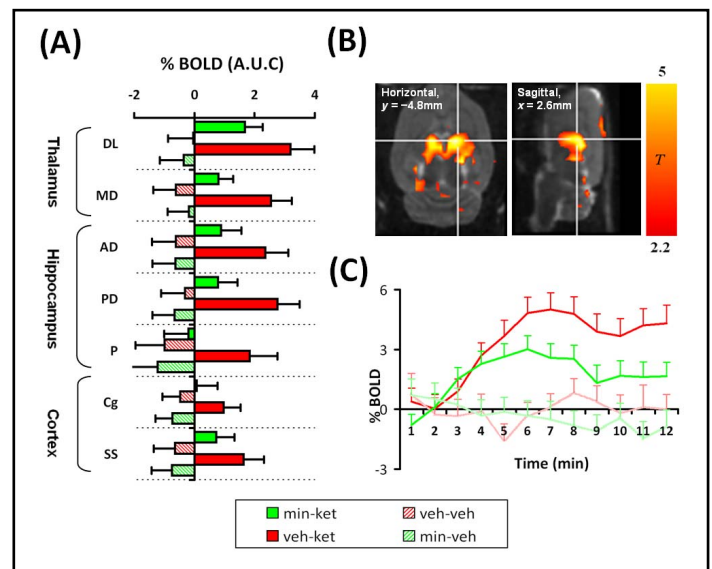 (A)
% BOLD (A.U.C)
-2 0 2 4
Thalamus
DL
MD
Hippocampus
AD
PD
P
Cortex
Cg
SS
(B)
Horizontal,
y = −4.8mm
Sagittal,
x = 2.6mm
5
T
2.2
(C)
% BOLD
6
3
0
-3
1 2 3 4 5 6 7 8 9 10 11 12
Time (min)
min-ket
veh-veh
veh-ket
min-veh